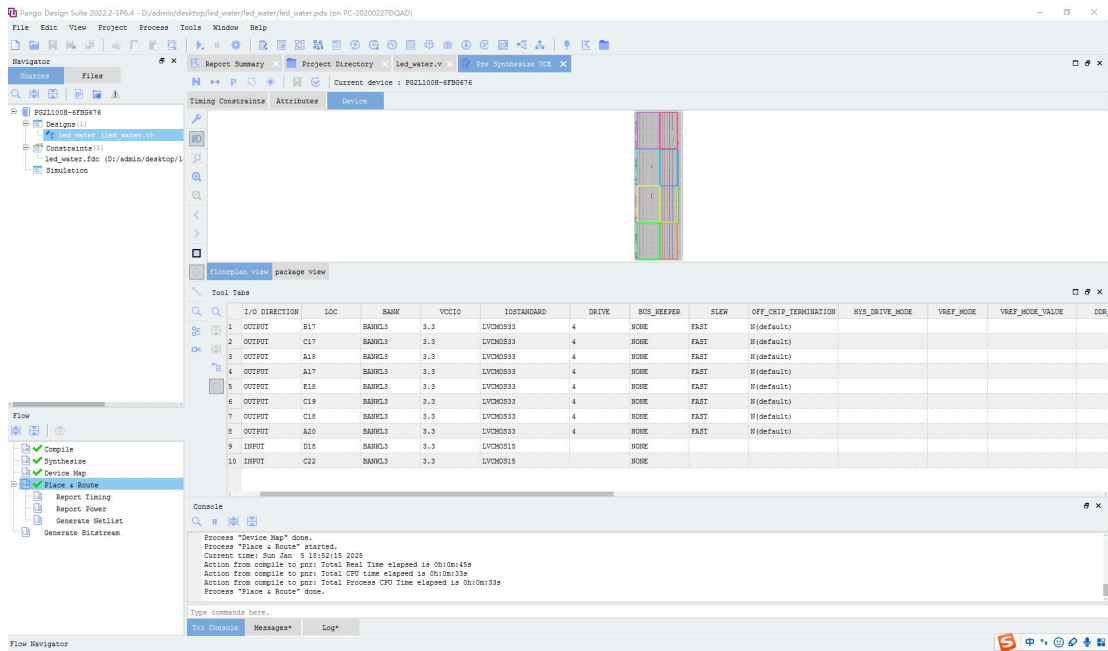 Pango Design Suite 2022.2-SP6.4 - D:/admin/desktop/led_water/led_water/led_water.pds (on PC-20200227DQAD)
File Edit View Project Process Tools Window Help
Navigator
Sources Files
PG2L100H-6FBG676
Designs(1)
led_water (led_water.v)
Constraints(1)
led_water.fdc (D:/admin/desktop/l
Simulation
Flow
Compile
Synthesize
Device Map
Place & Route
Report Timing
Report Power
Generate Netlist
Generate Bitstream
Report Summary Project Directory led_water.v Pre Synthesize UCE
Current device : PG2L100H-6FBG676
Timing Constraints Attributes Device
I/O
floorplan view package view
Tool Tabs
I/O DIRECTION LOC BANK VCCIO IOSTANDARD DRIVE BUS_KEEPER SLEW OFF_CHIP_TERMINATION HYS_DRIVE_MODE VREF_MODE VREF_MODE_VALUE DDR_
1 OUTPUT B17 BANKL3 3.3 LVCMOS33 4 NONE FAST N(default)
2 OUTPUT C17 BANKL3 3.3 LVCMOS33 4 NONE FAST N(default)
3 OUTPUT A18 BANKL3 3.3 LVCMOS33 4 NONE FAST N(default)
4 OUTPUT A17 BANKL3 3.3 LVCMOS33 4 NONE FAST N(default)
5 OUTPUT E18 BANKL3 3.3 LVCMOS33 4 NONE FAST N(default)
6 OUTPUT C19 BANKL3 3.3 LVCMOS33 4 NONE FAST N(default)
7 OUTPUT C18 BANKL3 3.3 LVCMOS33 4 NONE FAST N(default)
8 OUTPUT A20 BANKL3 3.3 LVCMOS33 4 NONE FAST N(default)
9 INPUT D18 BANKL3 3.3 LVCMOS15 NONE
10 INPUT C22 BANKL3 3.3 LVCMOS15 NONE
Console
Process "Device Map" done.
Process "Place & Route" started.
Current time: Sun Jan 5 18:52:15 2025
Action from compile to pnr: Total Real Time elapsed is 0h:0m:45s
Action from compile to pnr: Total CPU time elapsed is 0h:0m:33s
Action from compile to pnr: Total Process CPU Time elapsed is 0h:0m:33s
Process "Place & Route" done.
Type commands here.
Tcl Console Messages* Log*
Flow Navigator
中